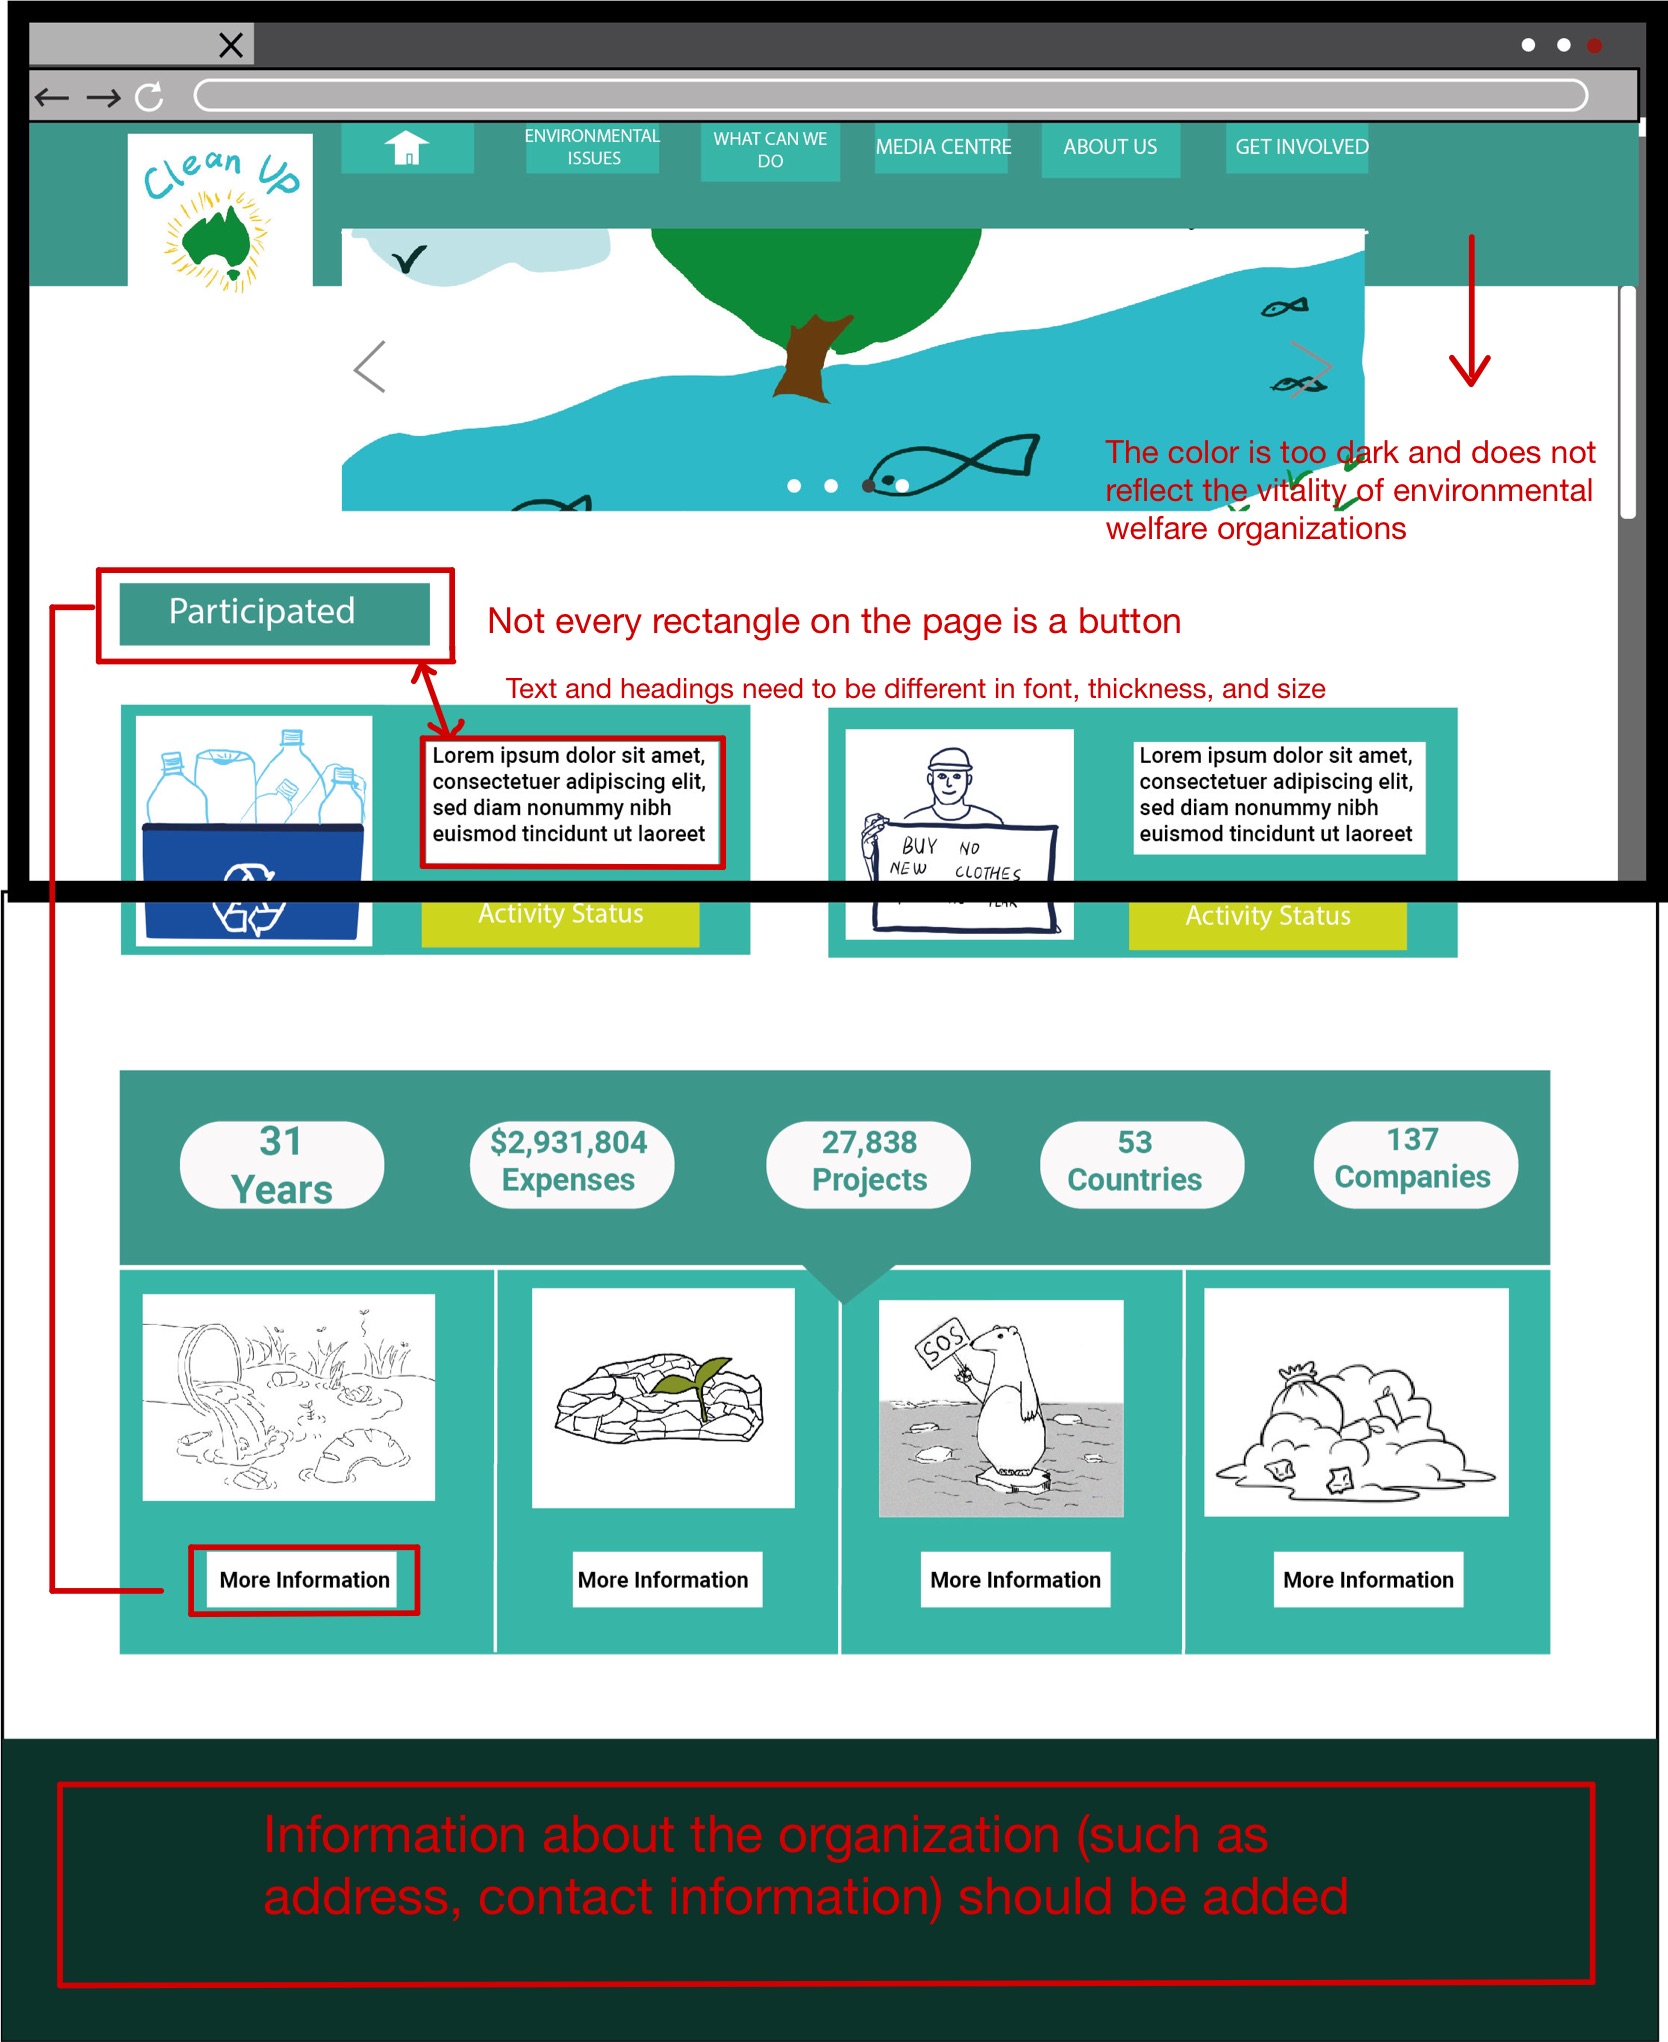 Clean Up
ENVIRONMENTAL
ISSUES
WHAT CAN WE
DO
MEDIA CENTRE
ABOUT US
GET INVOLVED
The color is too dark and does not
reflect the vitality of environmental
welfare organizations
Participated
Not every rectangle on the page is a button
Text and headings need to be different in font, thickness, and size
Lorem ipsum dolor sit amet,
consectetuer adipiscing elit,
sed diam nonummy nibh
euismod tincidunt ut laoreet
Activity Status
BUY NO
NEW CLOTHES
YEAR
Lorem ipsum dolor sit amet,
consectetuer adipiscing elit,
sed diam nonummy nibh
euismod tincidunt ut laoreet
Activity Status
31
Years
$2,931,804
Expenses
27,838
Projects
53
Countries
137
Companies
SOS
More Information
More Information
More Information
More Information
Information about the organization (such as
address, contact information) should be added